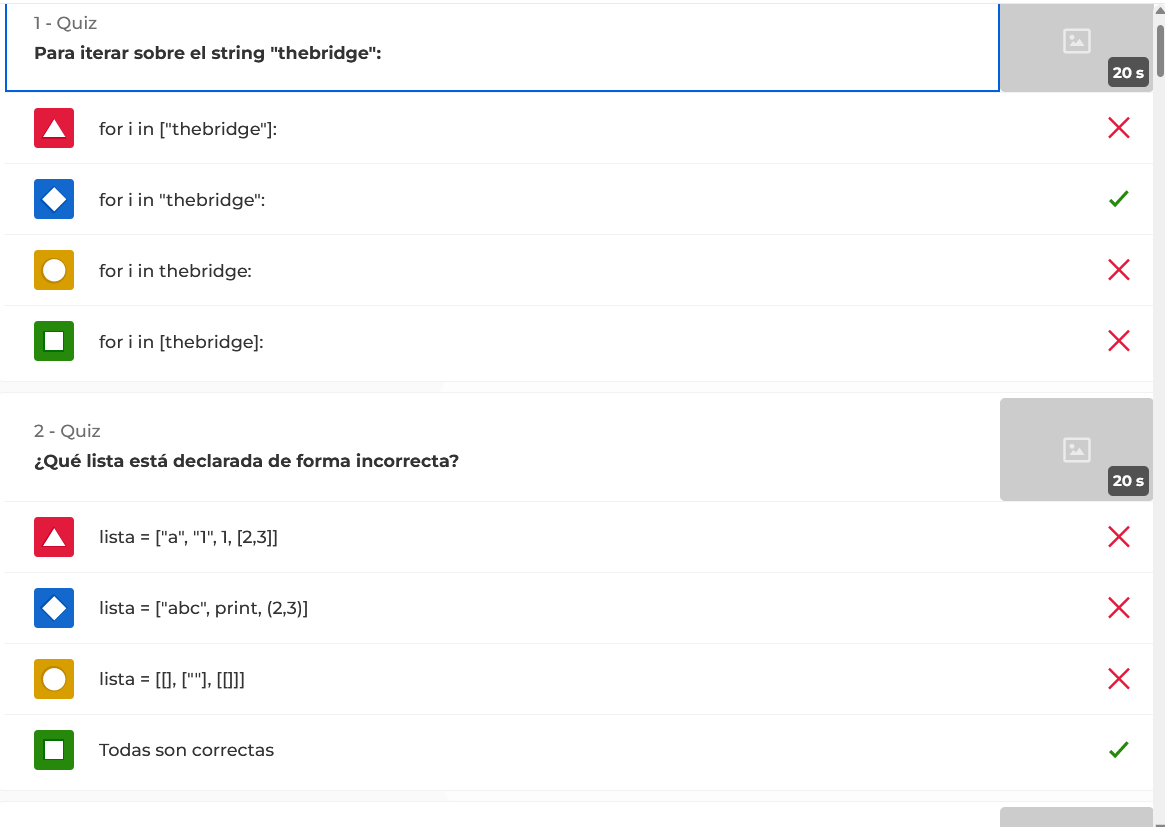 1 - Quiz
Para iterar sobre el string "thebridge":
20 s
for i in ["thebridge"]:
for i in "thebridge":
for i in thebridge:
for i in [thebridge]:
2 - Quiz
¿Qué lista está declarada de forma incorrecta?
20 s
lista = ["a", "1", 1, [2,3]]
lista = ["abc", print, (2,3)]
lista = [[], [""], [[]]]
Todas son correctas